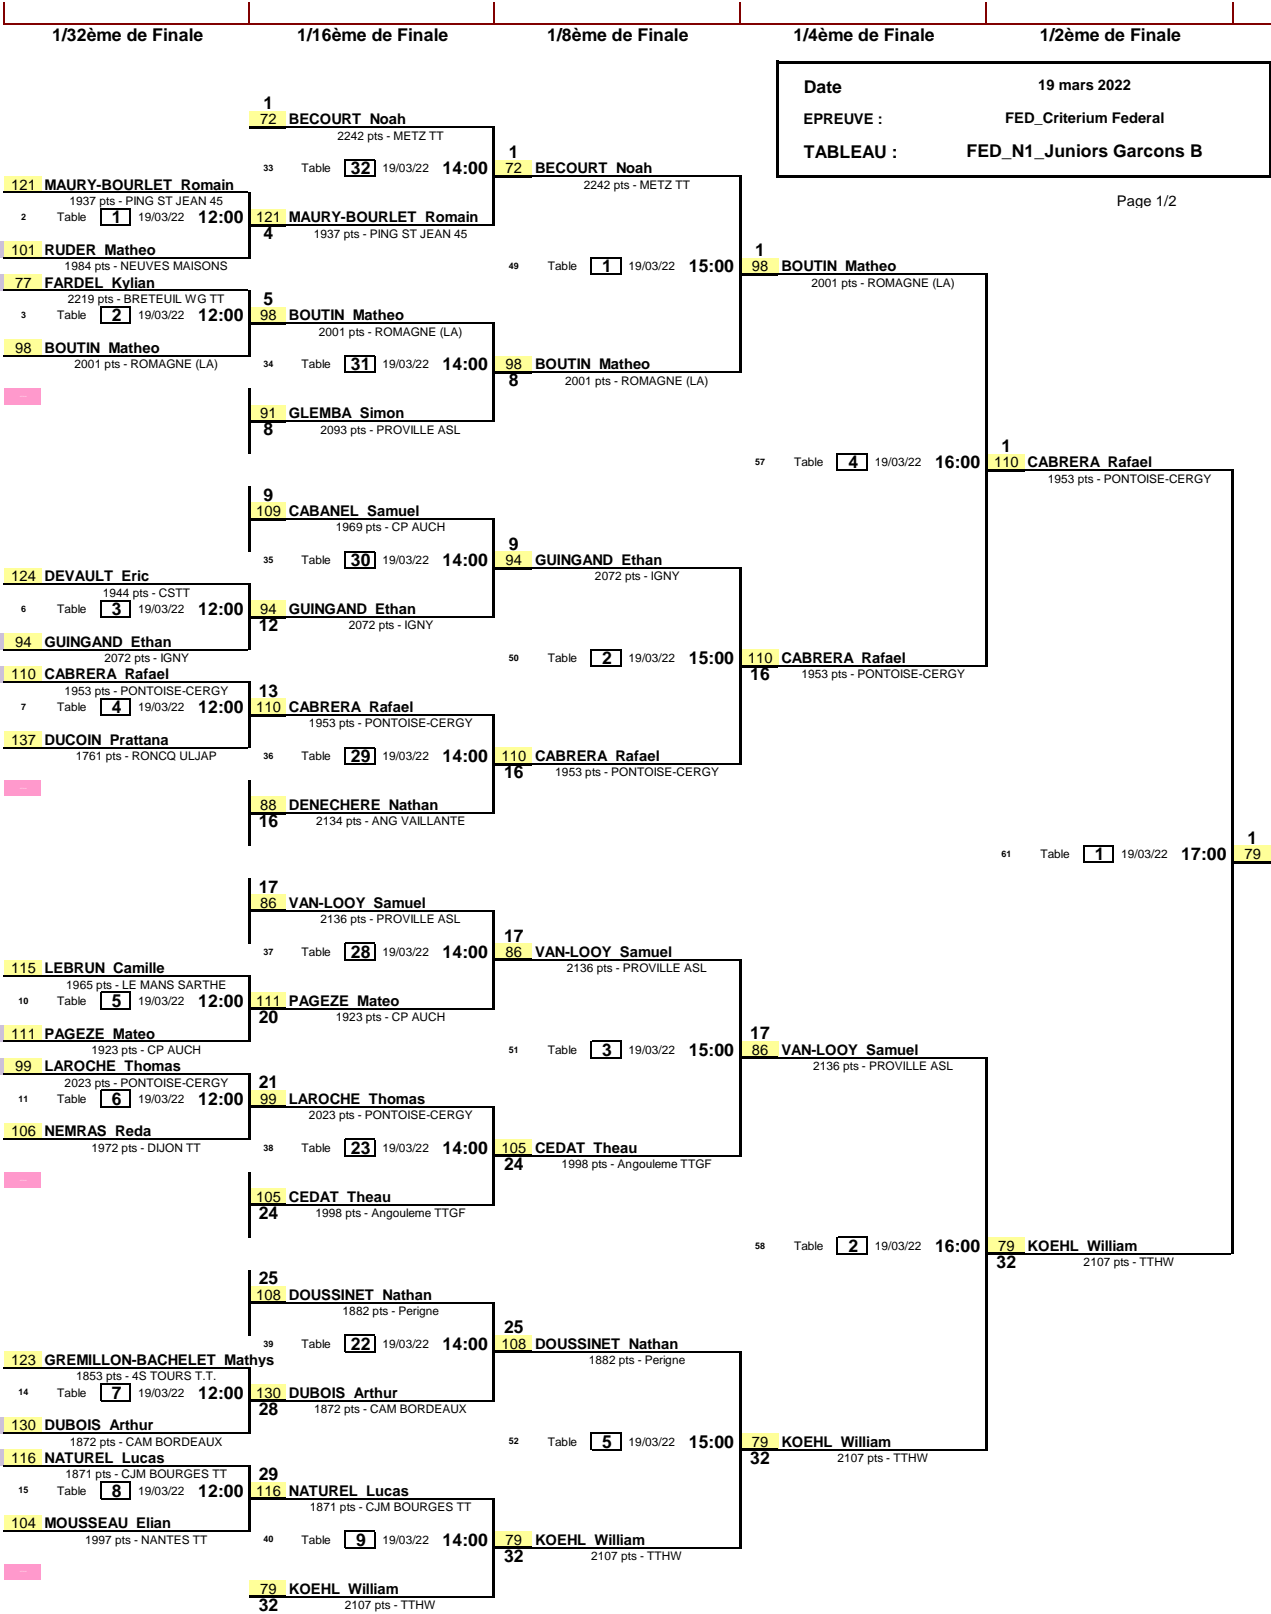 1/32ème de Finale 1/16ème de Finale 1/8ème de Finale 1/4ème de Finale 1/2ème de Finale
Date 19 mars 2022
EPREUVE : FED_Criterium Federal
TABLEAU : FED_N1_Juniors Garcons B
Page 1/2
121 MAURY-BOURLET Romain
1937 pts - PING ST JEAN 45
2 Table 1 19/03/22 12:00
101 RUDER Matheo
1984 pts - NEUVES MAISONS
77 FARDEL Kylian
2219 pts - BRETEUIL WG TT
3 Table 2 19/03/22 12:00
98 BOUTIN Matheo
2001 pts - ROMAGNE (LA)
124 DEVAULT Eric
1944 pts - CSTT
6 Table 3 19/03/22 12:00
94 GUINGAND Ethan
2072 pts - IGNY
110 CABRERA Rafael
1953 pts - PONTOISE-CERGY
7 Table 4 19/03/22 12:00
137 DUCOIN Prattana
1761 pts - RONCQ ULJAP
115 LEBRUN Camille
1965 pts - LE MANS SARTHE
10 Table 5 19/03/22 12:00
111 PAGEZE Mateo
1923 pts - CP AUCH
99 LAROCHE Thomas
2023 pts - PONTOISE-CERGY
11 Table 6 19/03/22 12:00
106 NEMRAS Reda
1972 pts - DIJON TT
123 GREMILLON-BACHELET Mathys
1853 pts - 4S TOURS T.T.
14 Table 7 19/03/22 12:00
130 DUBOIS Arthur
1872 pts - CAM BORDEAUX
116 NATUREL Lucas
1871 pts - CJM BOURGES TT
15 Table 8 19/03/22 12:00
104 MOUSSEAU Elian
1997 pts - NANTES TT
1
72 BECOURT Noah
2242 pts - METZ TT
33 Table 32 19/03/22 14:00
121 MAURY-BOURLET Romain
4 1937 pts - PING ST JEAN 45
5
98 BOUTIN Matheo
2001 pts - ROMAGNE (LA)
34 Table 31 19/03/22 14:00
91 GLEMBA Simon
8 2093 pts - PROVILLE ASL
9
109 CABANEL Samuel
1969 pts - CP AUCH
35 Table 30 19/03/22 14:00
94 GUINGAND Ethan
12 2072 pts - IGNY
13
110 CABRERA Rafael
1953 pts - PONTOISE-CERGY
36 Table 29 19/03/22 14:00
88 DENECHERE Nathan
16 2134 pts - ANG VAILLANTE
17
86 VAN-LOOY Samuel
2136 pts - PROVILLE ASL
37 Table 28 19/03/22 14:00
111 PAGEZE Mateo
20 1923 pts - CP AUCH
21
99 LAROCHE Thomas
2023 pts - PONTOISE-CERGY
38 Table 23 19/03/22 14:00
105 CEDAT Theau
24 1998 pts - Angouleme TTGF
25
108 DOUSSINET Nathan
1882 pts - Perigne
39 Table 22 19/03/22 14:00
130 DUBOIS Arthur
28 1872 pts - CAM BORDEAUX
29
116 NATUREL Lucas
1871 pts - CJM BOURGES TT
40 Table 9 19/03/22 14:00
79 KOEHL William
32 2107 pts - TTHW
1
72 BECOURT Noah
2242 pts - METZ TT
49 Table 1 19/03/22 15:00
98 BOUTIN Matheo
8 2001 pts - ROMAGNE (LA)
9
94 GUINGAND Ethan
2072 pts - IGNY
50 Table 2 19/03/22 15:00
110 CABRERA Rafael
16 1953 pts - PONTOISE-CERGY
17
86 VAN-LOOY Samuel
2136 pts - PROVILLE ASL
51 Table 3 19/03/22 15:00
105 CEDAT Theau
24 1998 pts - Angouleme TTGF
25
108 DOUSSINET Nathan
1882 pts - Perigne
52 Table 5 19/03/22 15:00
79 KOEHL William
32 2107 pts - TTHW
1
98 BOUTIN Matheo
2001 pts - ROMAGNE (LA)
57 Table 4 19/03/22 16:00
110 CABRERA Rafael
16 1953 pts - PONTOISE-CERGY
17
86 VAN-LOOY Samuel
2136 pts - PROVILLE ASL
58 Table 2 19/03/22 16:00
79 KOEHL William
32 2107 pts - TTHW
1
110 CABRERA Rafael
1953 pts - PONTOISE-CERGY
61 Table 1 19/03/22 17:00
79 KOEHL William
32 2107 pts - TTHW
1
79